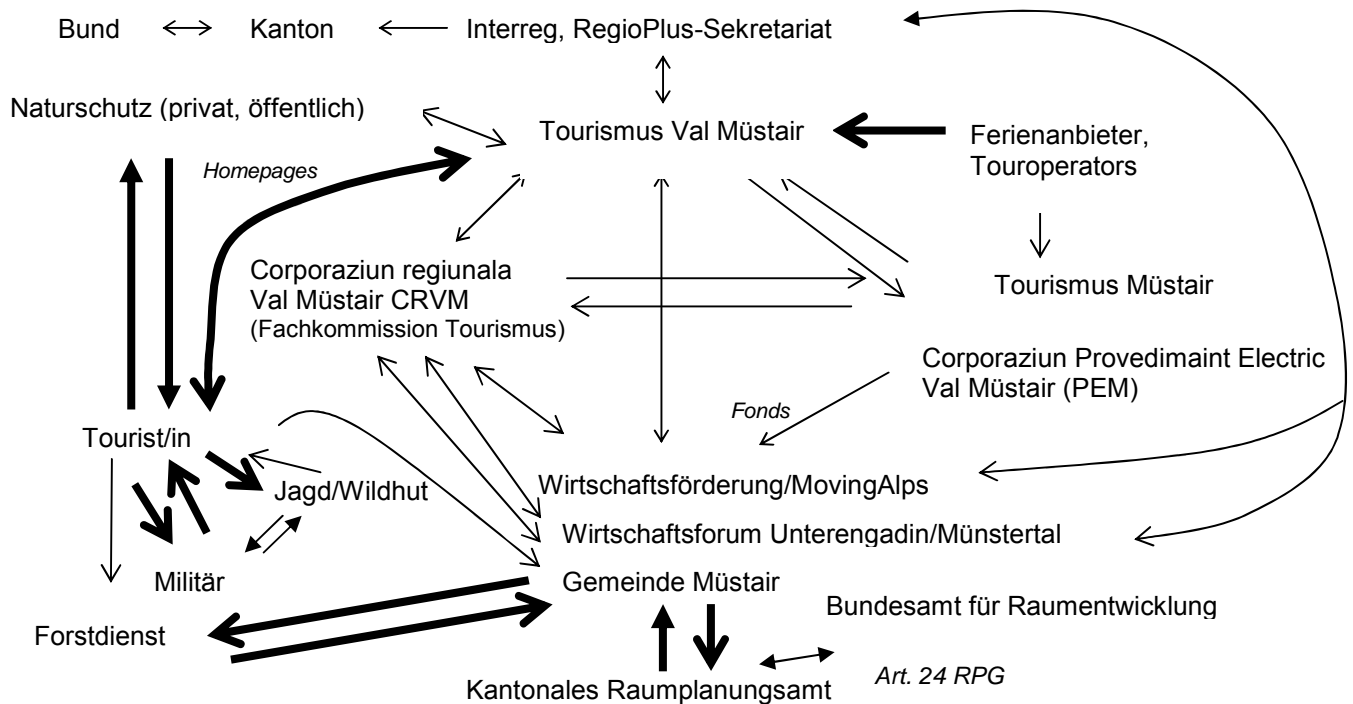 Bund Kanton Interreg, RegioPlus-Sekretariat
Naturschutz (privat, öffentlich)
Tourismus Val Müstair
Ferienanbieter,
Touroperators
Homepages
Corporaziun regiunala
Val Müstair CRVM
(Fachkommission Tourismus)
Tourismus Müstair
Corporaziun Provedimaint Electric
Val Müstair (PEM)
Fonds
Tourist/in
Jagd/Wildhut
Wirtschaftsförderung/MovingAlps
Wirtschaftsforum Unterengadin/Münstertal
Militär
Gemeinde Müstair
Bundesamt für Raumentwicklung
Forstdienst
Kantonales Raumplanungsamt
Art. 24 RPG